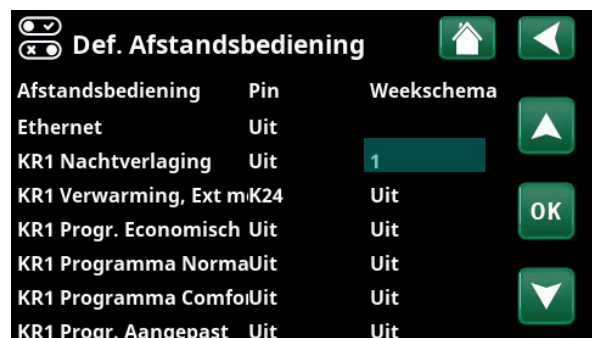 Def. Afstandsbediening
Afstandsbediening Pin Weekschema
Ethernet Uit
KR1 Nachtverlaging Uit 1
KR1 Verwarming, Ext m K24 Uit
OK
KR1 Progr. Economisch Uit Uit
KR1 Programma Norma Uit Uit
KR1 Programma Comfo Uit Uit
KR1 Progr. Aangepast Uit Uit